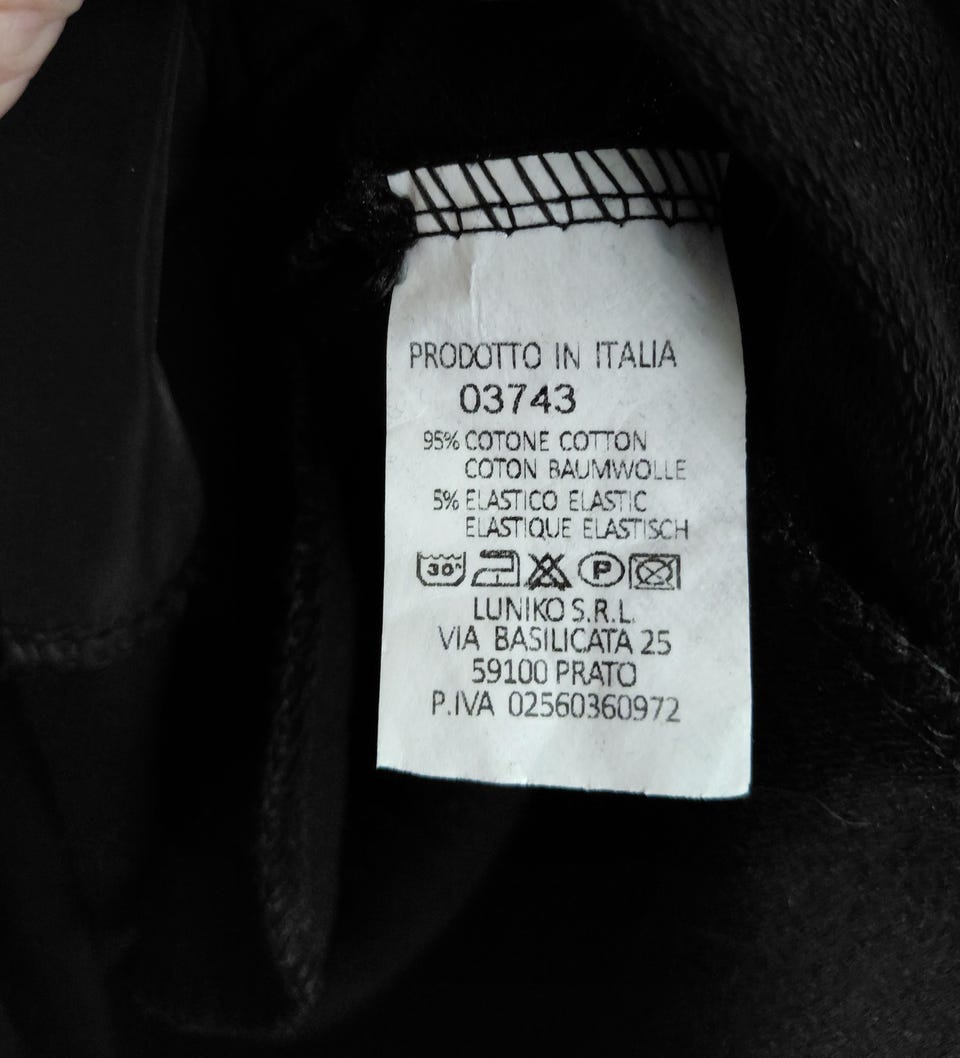 PRODOTTO IN ITALIA
03743
95% COTONE COTTON
COTON BAUMWOLLE
5% ELASTICO ELASTIC
ELASTIQUE ELASTISCH
30° P
LUNIKO S.R.L.
VIA BASILICATA 25
59100 PRATO
P.IVA 02560360972